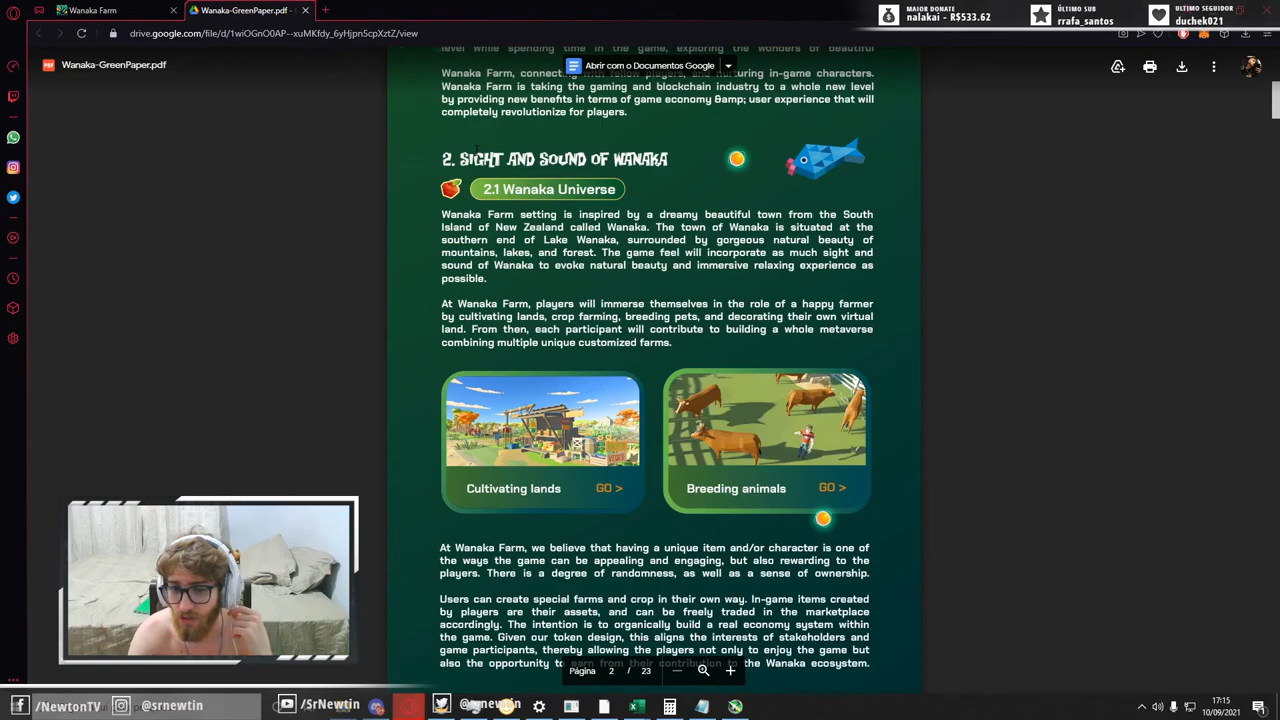 Wanaka Farm
Wanaka-GreenPaper.pdf -
MAIOR DONATE
nalakai - R$533.62
ÚLTIMO SUB
rrafa_santos
ÚLTIMO SEGUIDOR
duchek021
drive.google.com/file/d/1wiOGnO0AP--xuMKfdy_6yHjpn5cpXztZ/view
PDF Wanaka-GreenPaper.pdf
Abrir com o Documentos Google
level while spending time in the game, exploring the wonders of beautiful
Wanaka Farm, connecting with fellow players, and nurturing in-game characters.
Wanaka Farm is taking the gaming and blockchain industry to a whole new level
by providing new benefits in terms of game economy &amp; user experience that will
completely revolutionize for players.
2. SIGHT AND SOUND OF WANAKA
2.1 Wanaka Universe
Wanaka Farm setting is inspired by a dreamy beautiful town from the South
Island of New Zealand called Wanaka. The town of Wanaka is situated at the
southern end of Lake Wanaka, surrounded by gorgeous natural beauty of
mountains, lakes, and forest. The game feel will incorporate as much sight and
sound of Wanaka to evoke natural beauty and immersive relaxing experience as
possible.
At Wanaka Farm, players will immerse themselves in the role of a happy farmer
by cultivating lands, crop farming, breeding pets, and decorating their own virtual
land. From then, each participant will contribute to building a whole metaverse
combining multiple unique customized farms.
Cultivating lands GO >
Breeding animals GO >
At Wanaka Farm, we believe that having a unique item and/or character is one of
the ways the game can be appealing and engaging, but also rewarding to the
players. There is a degree of randomness, as well as a sense of ownership.
Users can create special farms and crop in their own way. In-game items created
by players are their assets, and can be freely traded in the marketplace
accordingly. The intention is to organically build a real economy system within
the game. Given our token design, this aligns the interests of stakeholders and
game participants, thereby allowing the players not only to enjoy the game but
also the opportunity to earn from their contribution to the Wanaka ecosystem.
Página 2 / 23
/NewtonTV
@srnewtin
/SrNewtin
@srnewtin
17:15
10/09/2021